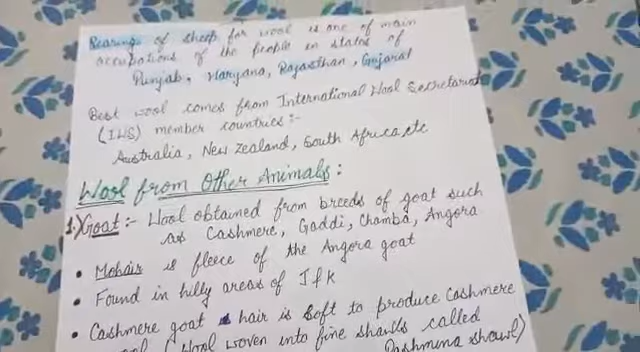 Rearings of sheep for wool is one of main
occupations of the people in states of
Punjab, Haryana, Rajasthan, Gujarat
Best wool comes from International Wool Secretariat
(IWS) member countries:-
Australia, New Zealand, South Africa etc
Wool from Other Animals:
1.) Goat:- Wool obtained from breeds of goat such
as Cashmere, Gaddi, Chamba, Angora
• Mohair is fleece of the Angora goat
• Found in hilly areas of J&K
• Cashmere goat hair is soft to produce Cashmere
(Wool woven into fine shawls called
Pashmina shawl)